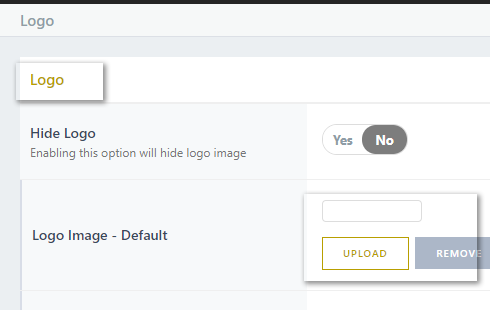 Logo
Logo
Hide Logo
Yes No
Enabling this option will hide logo image
Logo Image - Default
UPLOAD REMOVE